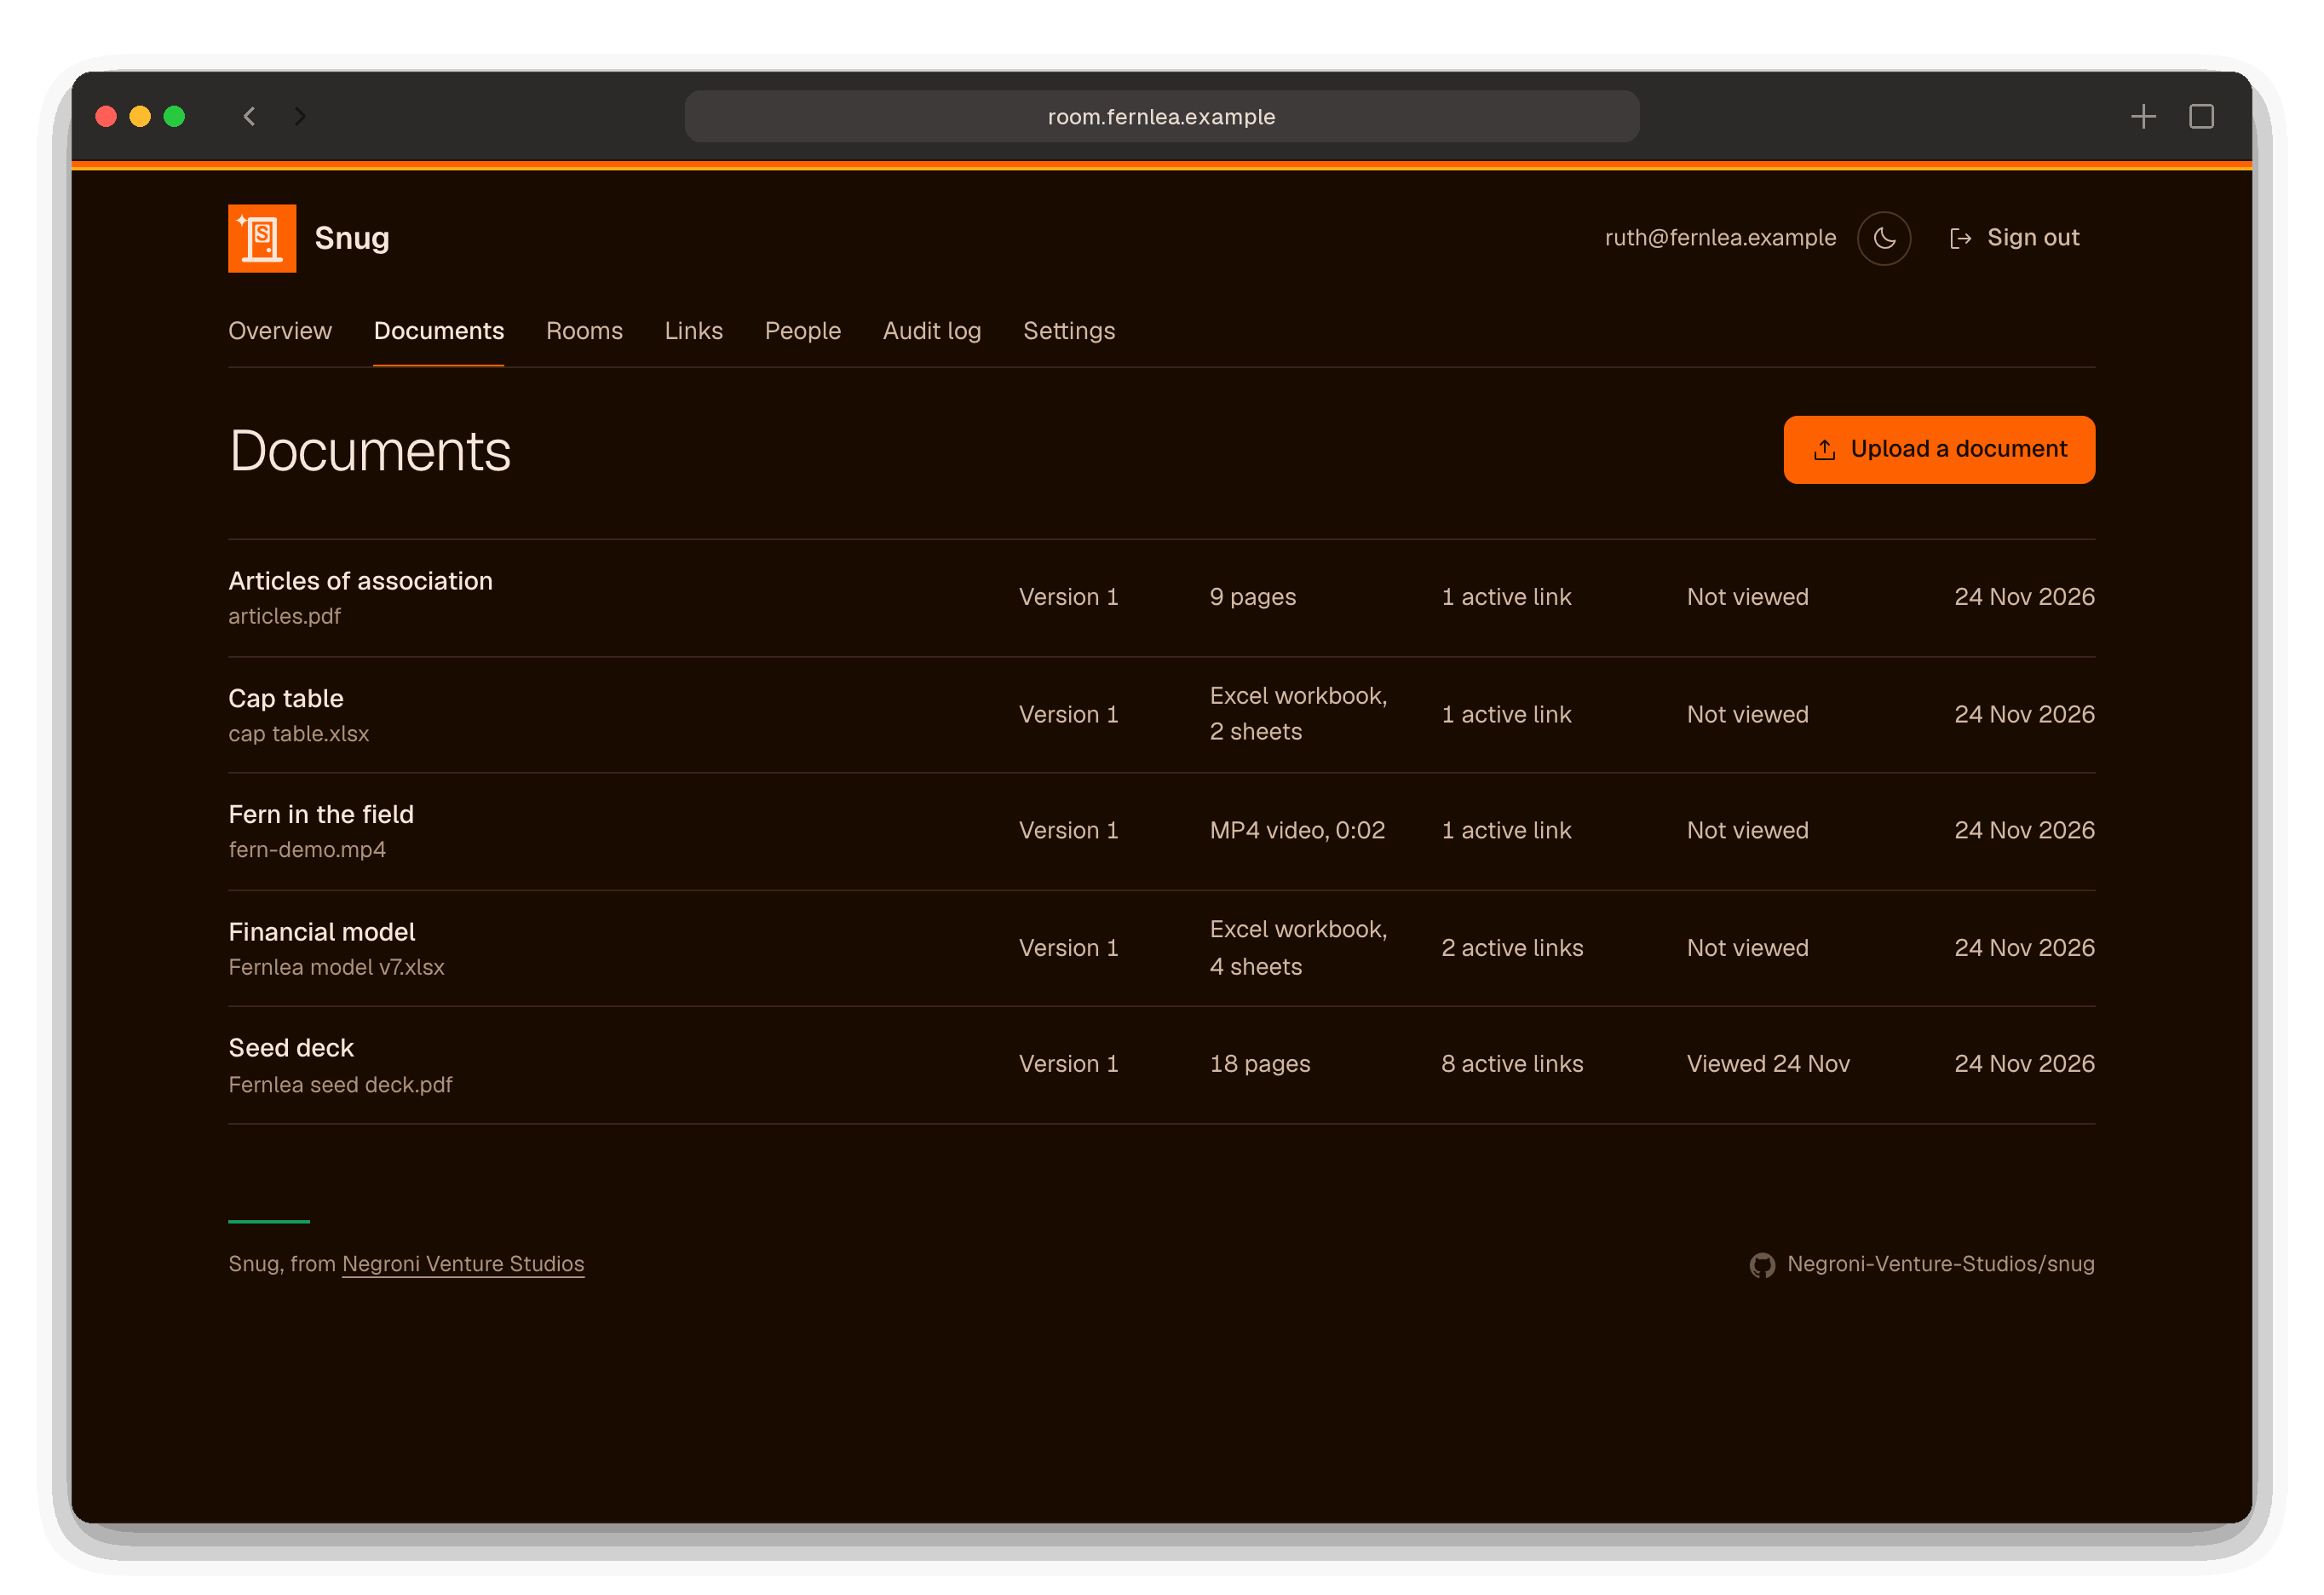 room.fernlea.example
Snug
ruth@fernlea.example
Sign out
Overview Documents Rooms Links People Audit log Settings
Documents
Upload a document
Articles of association
articles.pdf
Version 1
9 pages
1 active link
Not viewed
24 Nov 2026
Cap table
cap table.xlsx
Version 1
Excel workbook,
2 sheets
1 active link
Not viewed
24 Nov 2026
Fern in the field
fern-demo.mp4
Version 1
MP4 video, 0:02
1 active link
Not viewed
24 Nov 2026
Financial model
Fernlea model v7.xlsx
Version 1
Excel workbook,
4 sheets
2 active links
Not viewed
24 Nov 2026
Seed deck
Fernlea seed deck.pdf
Version 1
18 pages
8 active links
Viewed 24 Nov
24 Nov 2026
Snug, from Negroni Venture Studios
Negroni-Venture-Studios/snug